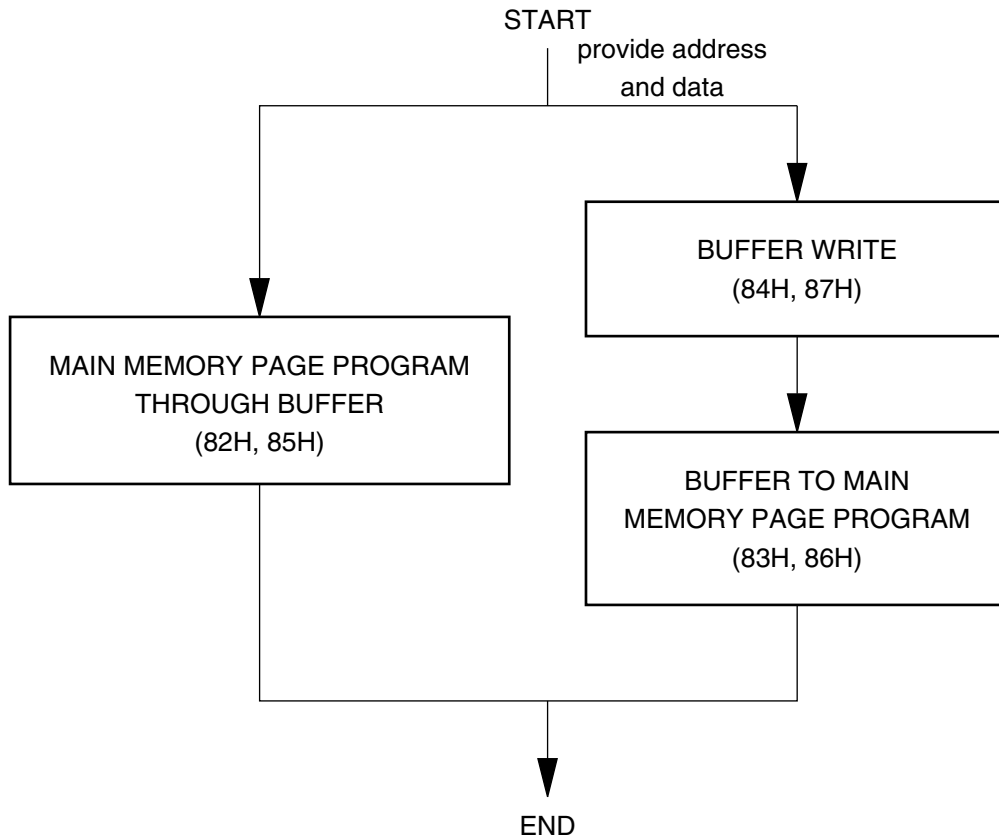 START
provide address
and data
BUFFER WRITE
(84H, 87H)
MAIN MEMORY PAGE PROGRAM
THROUGH BUFFER
(82H, 85H)
BUFFER TO MAIN
MEMORY PAGE PROGRAM
(83H, 86H)
END